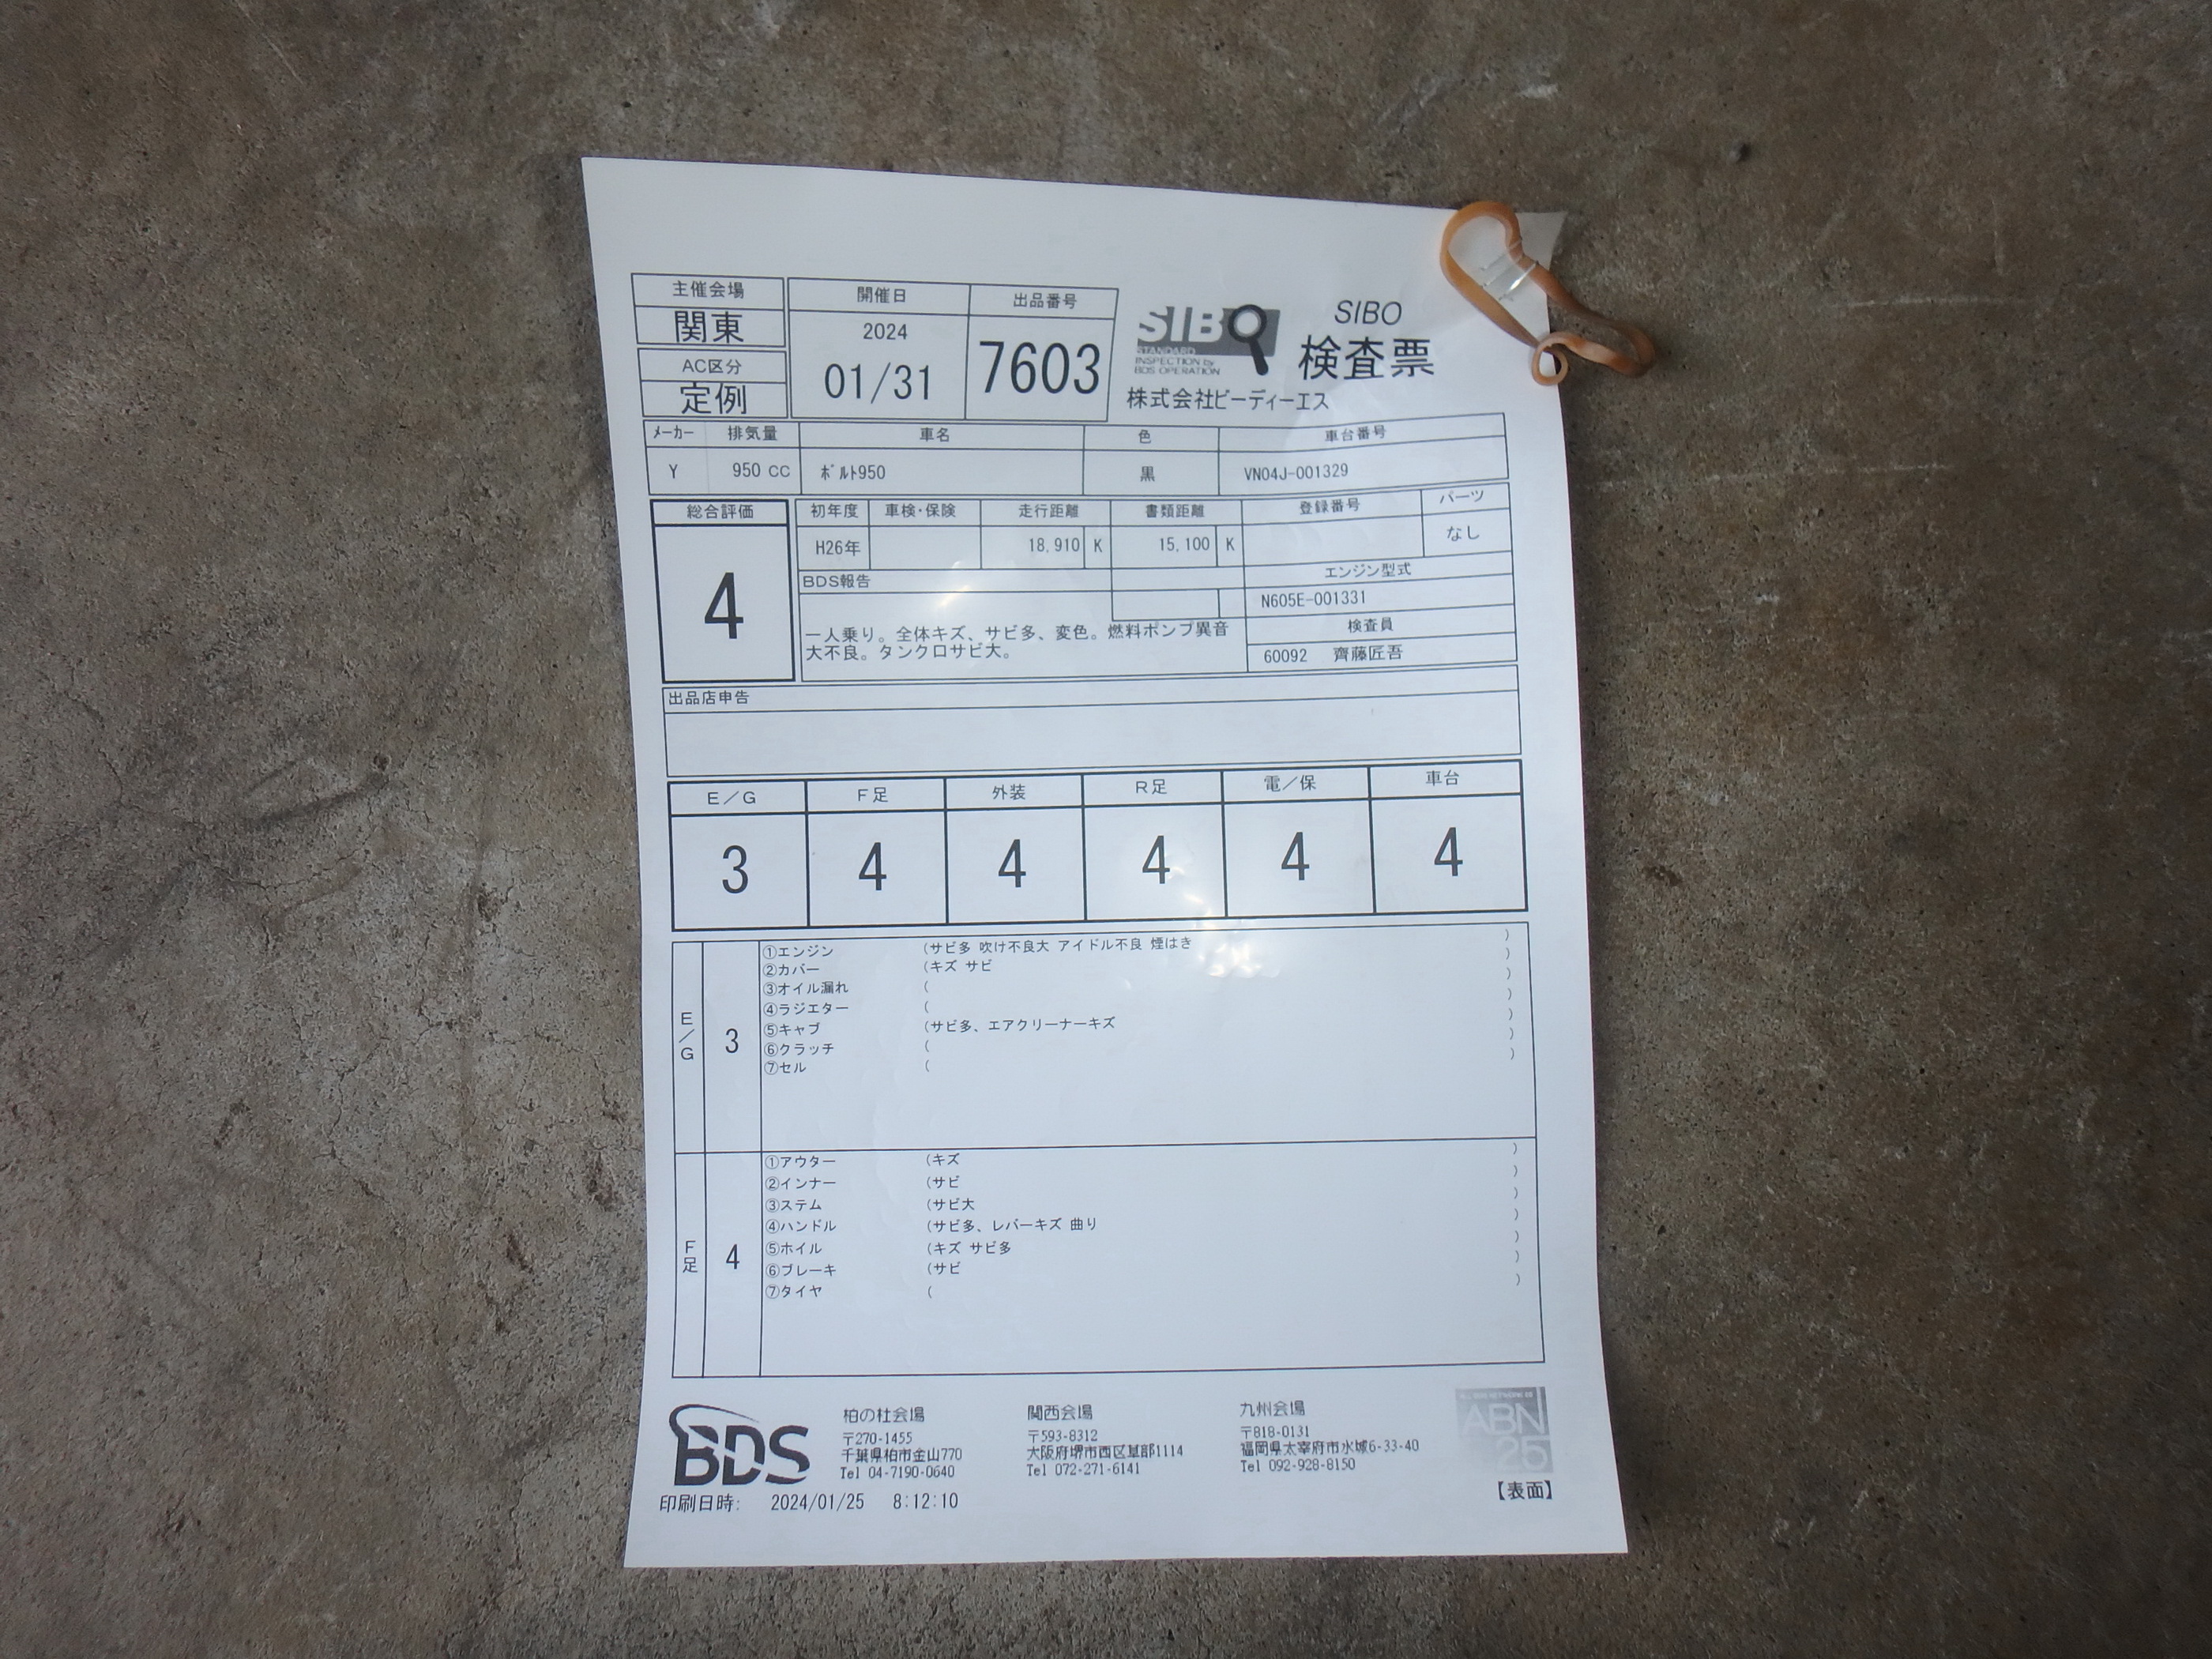 主催会場
関東
AC区分
定例
開催日
2024
01/31
出品番号
7603
SIBO
STANDARD
INSPECTION by
BDS OPERATION
SIBO
検査票
株式会社ビーディーエス
メーカー 排気量 車名 色 車台番号
Y 950 CC ボルト950 黒 VN04J-001329
総合評価
4
初年度 車検・保険 走行距離 書類距離 登録番号 パーツ
H26年 18,910 K 15,100 K なし
BDS報告
一人乗り。全体キズ、サビ多、変色。燃料ポンプ異音
大不良。タンクロサビ大。
エンジン型式
N605E-001331
検査員
60092 齊藤匠吾
出品店申告
E/G F足 外装 R足 電/保 車台
3 4 4 4 4 4
E/G
3
①エンジン (サビ多 吹け不良大 アイドル不良 煙はき )
②カバー (キズ サビ )
③オイル漏れ ( )
④ラジエター ( )
⑤キャブ (サビ多、エアクリーナーキズ )
⑥クラッチ ( )
⑦セル ( )
F足
4
①アウター (キズ )
②インナー (サビ )
③ステム (サビ大 )
④ハンドル (サビ多、レバーキズ 曲り )
⑤ホイル (キズ サビ多 )
⑥ブレーキ (サビ )
⑦タイヤ ( )
BDS
柏の杜会場
〒270-1455
千葉県柏市金山770
Tel 04-7190-0640
関西会場
〒593-8312
大阪府堺市西区草部1114
Tel 072-271-6141
九州会場
〒818-0131
福岡県太宰府市水城6-33-40
Tel 092-928-8150
ABN
25
【表面】
印刷日時: 2024/01/25 8:12:10